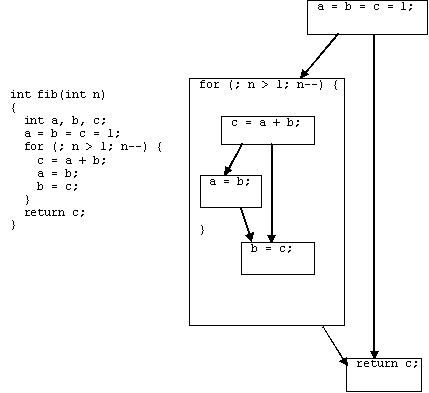 int fib(int n)
{
int a, b, c;
a = b = c = 1;
for (; n > 1; n--) {
c = a + b;
a = b;
b = c;
}
return c;
}
a = b = c = 1;
for (; n > 1; n--) {
c = a + b;
a = b;
}
b = c;
return c;